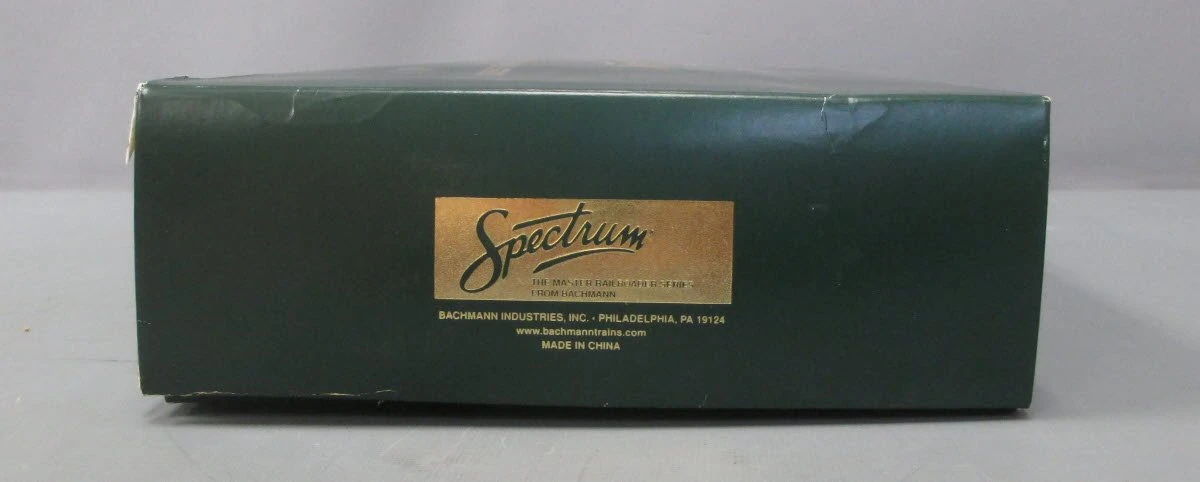 Spectrum
THE MASTER RAILROADER SERIES
FROM BACHMANN
BACHMANN INDUSTRIES, INC. • PHILADELPHIA, PA 19124
www.bachmanntrains.com
MADE IN CHINA